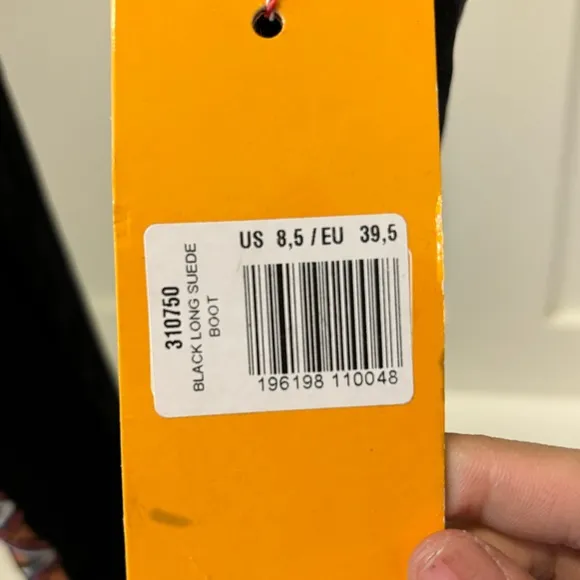 US 8,5 / EU 39,5
310750
BLACK LONG SUEDE
BOOT
196198 110048